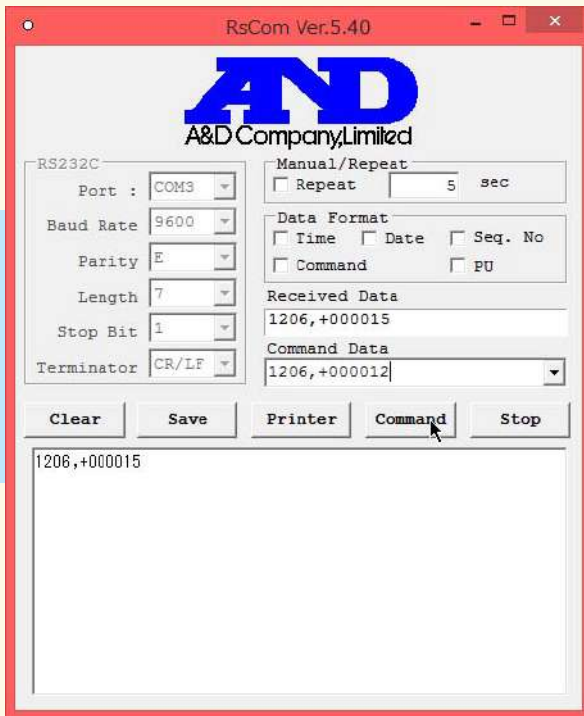 RsCom Ver.5.40
AND
A&D Company,Limited
RS232C
Port : COM3
Baud Rate 9600
Parity E
Length 7
Stop Bit 1
Terminator CR/LF
Manual/Repeat
Repeat 5 sec
Data Format
Time Date Seq. No
Command PU
Received Data
1206,+000015
Command Data
1206,+000012
Clear Save Printer Command Stop
1206,+000015